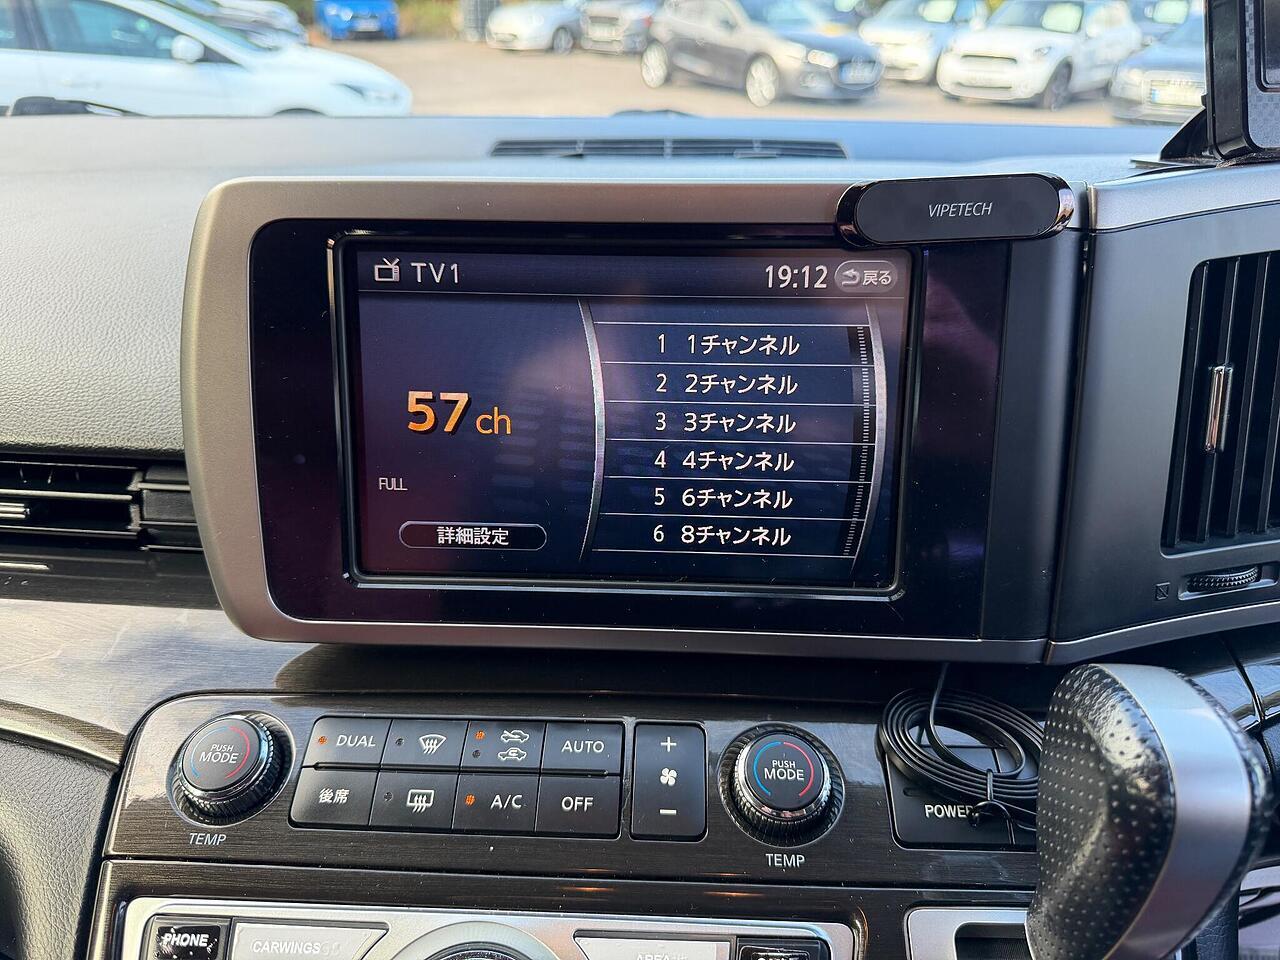 VIPETECH
TV1
19:12
戻る
57ch
FULL
詳細設定
1 1チャンネル
2 2チャンネル
3 3チャンネル
4 4チャンネル
5 6チャンネル
6 8チャンネル
PUSH
MODE
TEMP
DUAL
AUTO
後席
A/C
OFF
+
−
PUSH
MODE
TEMP
POWER
PHONE
CARWINGS